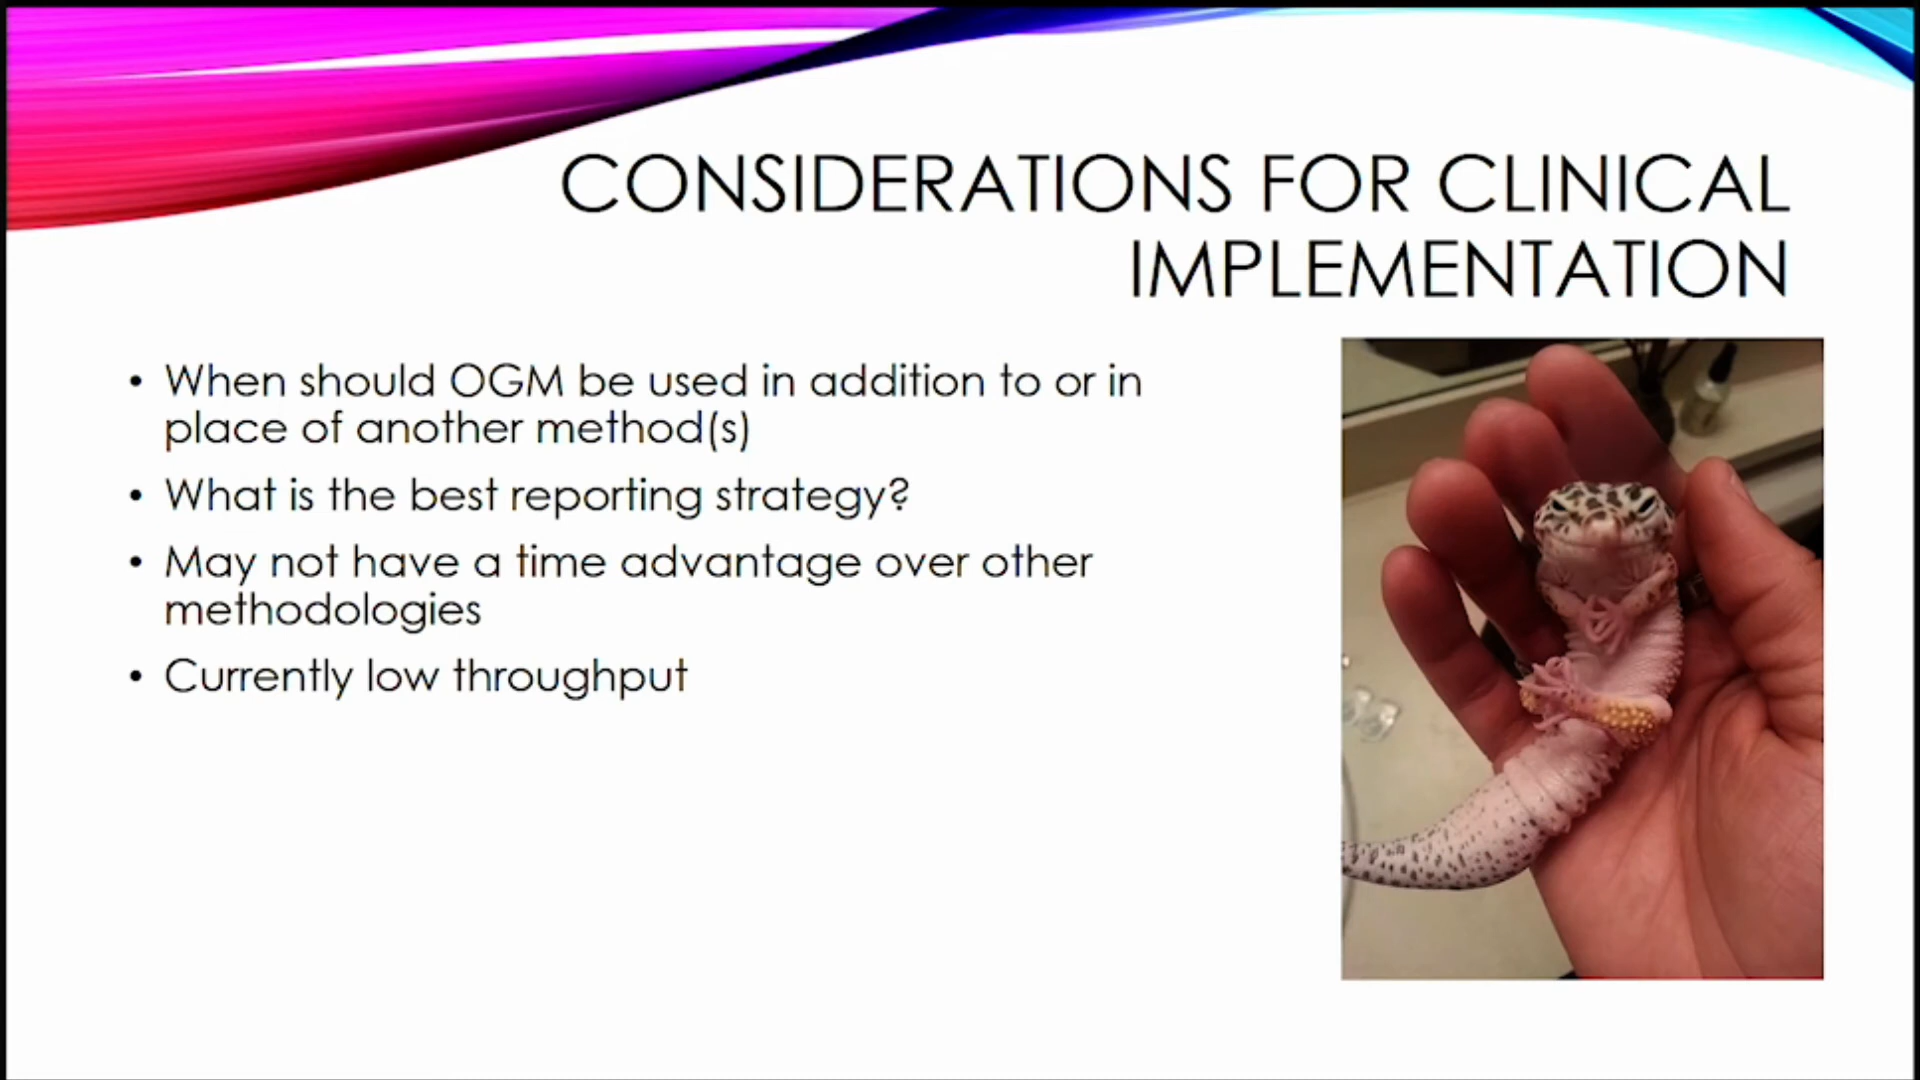 CONSIDERATIONS FOR CLINICAL
IMPLEMENTATION
• When should OGM be used in addition to or in
place of another method(s)
• What is the best reporting strategy?
• May not have a time advantage over other
methodologies
• Currently low throughput